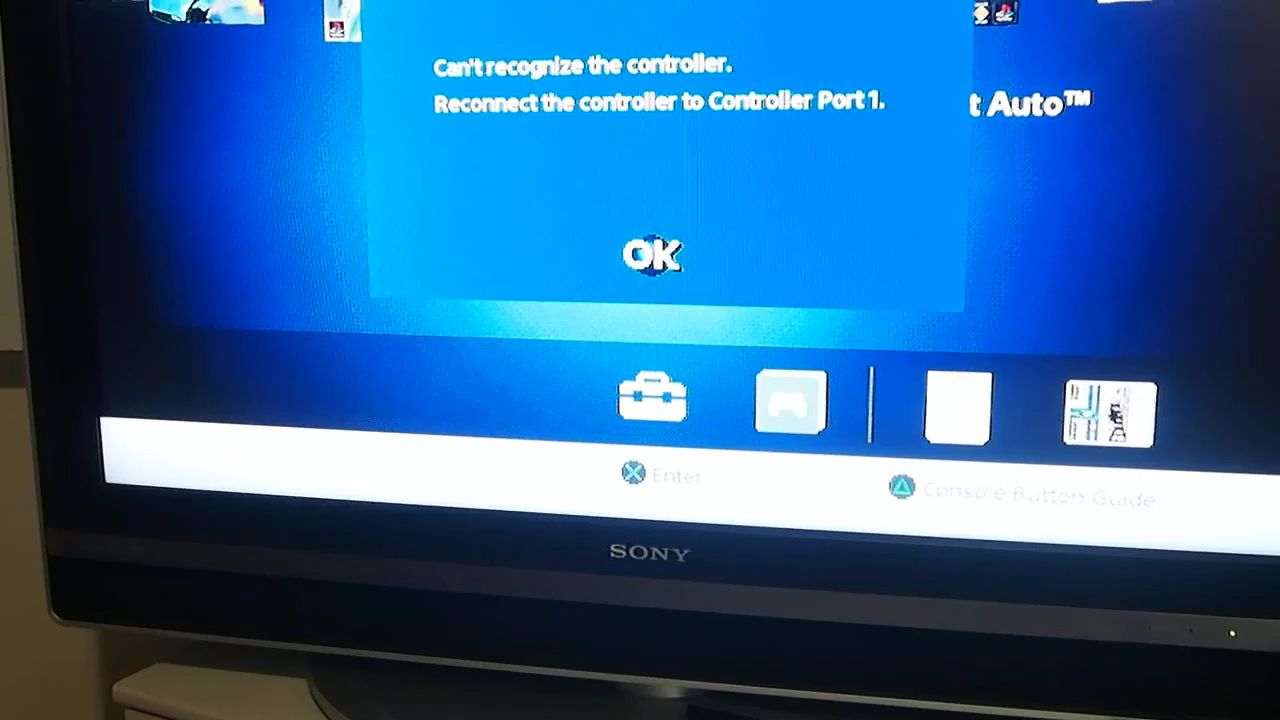 Can't recognize the controller.
Reconnect the controller to Controller Port 1.
t Auto™
OK
Enter
Console Button Guide
SONY